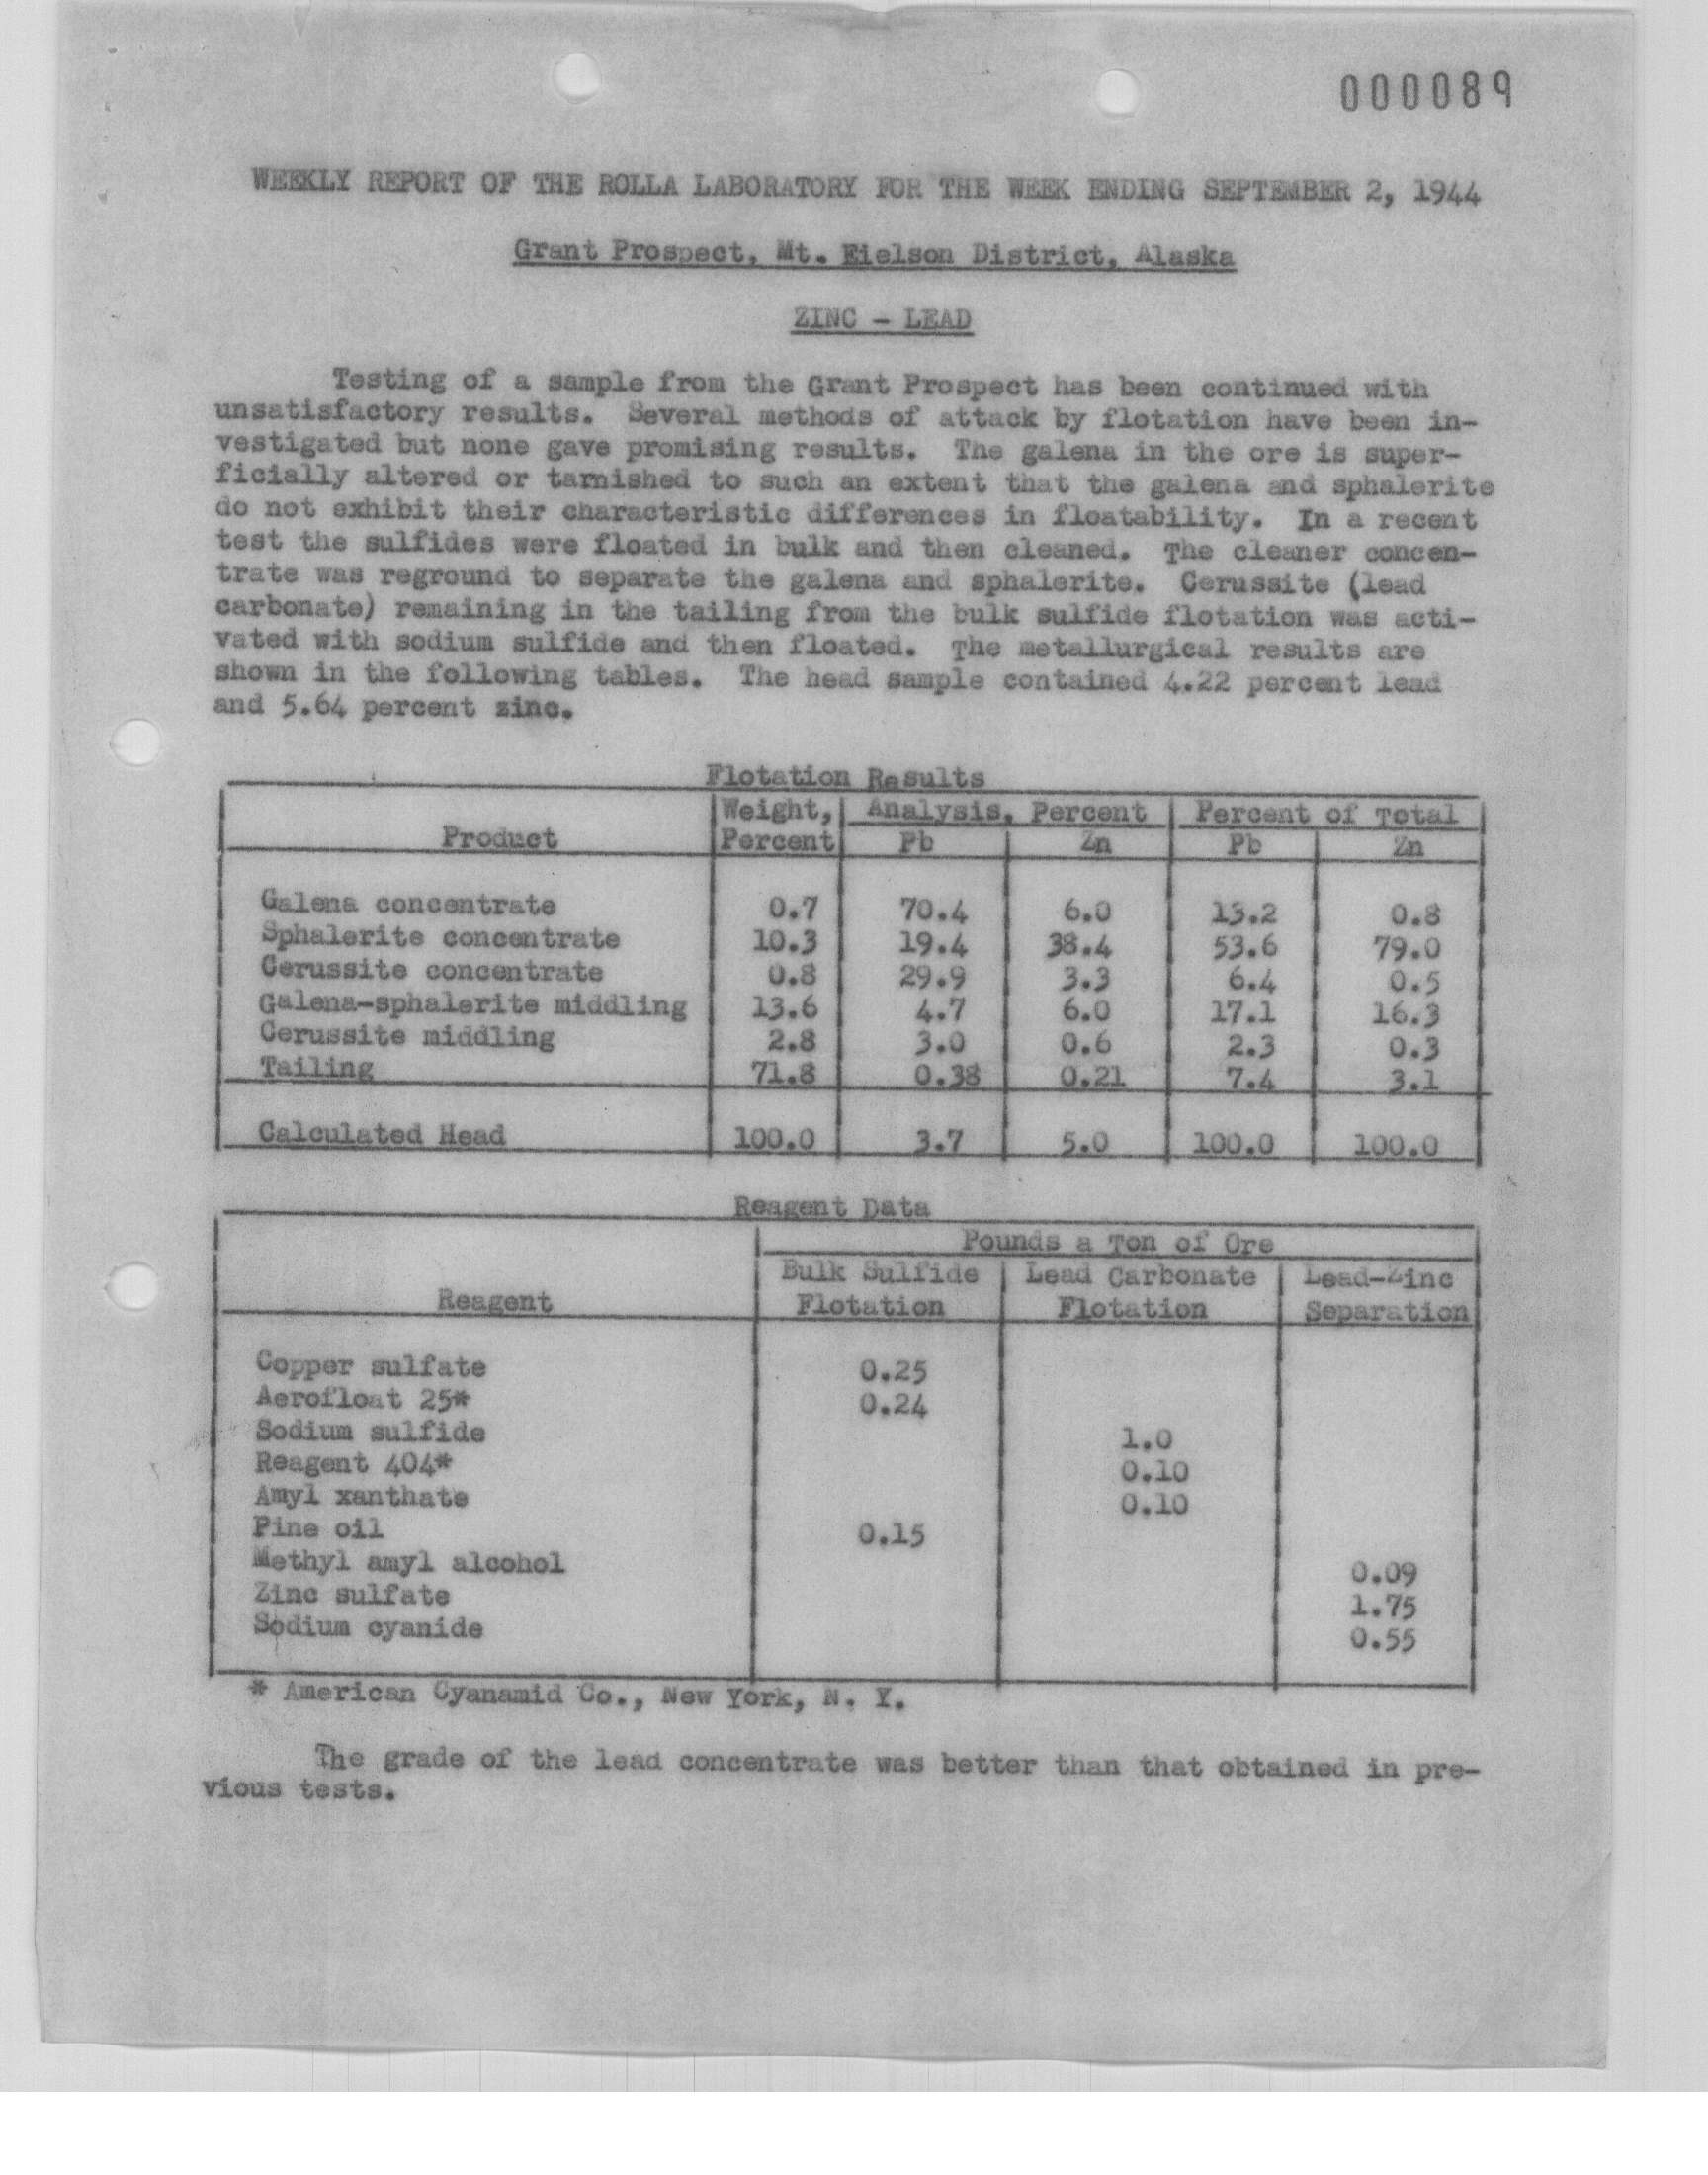 000089
WEEKLY REPORT OF THE ROLLA LABORATORY FOR THE WEEK ENDING SEPTEMBER 2, 1944
Grant Prospect, Mt. Eielson District, Alaska
ZINC - LEAD
Testing of a sample from the Grant Prospect has been continued with
unsatisfactory results. Several methods of attack by flotation have been in-
vestigated but none gave promising results. The galena in the ore is super-
ficially altered or tarnished to such an extent that the galena and sphalerite
do not exhibit their characteristic differences in floatability. In a recent
test the sulfides were floated in bulk and then cleaned. The cleaner concen-
trate was reground to separate the galena and sphalerite. Cerussite (lead
carbonate) remaining in the tailing from the bulk sulfide flotation was acti-
vated with sodium sulfide and then floated. The metallurgical results are
shown in the following tables. The head sample contained 4.22 percent lead
and 5.64 percent zinc.
Flotation Results
Weight, Analysis, Percent Percent of Total
Product Percent Pb Zn Pb Zn
Galena concentrate 0.7 70.4 6.0 13.2 0.8
Sphalerite concentrate 10.3 19.4 38.4 53.6 79.0
Cerussite concentrate 0.8 29.9 3.3 6.4 0.5
Galena-sphalerite middling 13.6 4.7 6.0 17.1 16.3
Cerussite middling 2.8 3.0 0.6 2.3 0.3
Tailing 71.8 0.38 0.21 7.4 3.1
Calculated Head 100.0 3.7 5.0 100.0 100.0
Reagent Data
Pounds a Ton of Ore
Bulk Sulfide Lead Carbonate Lead-Zinc
Reagent Flotation Flotation Separation
Copper sulfate 0.25
Aerofloat 25* 0.24
Sodium sulfide 1.0
Reagent 404* 0.10
Amyl xanthate 0.10
Pine oil 0.15
Methyl amyl alcohol 0.09
Zinc sulfate 1.75
Sodium cyanide 0.55
* American Cyanamid Co., New York, N. Y.
The grade of the lead concentrate was better than that obtained in pre-
vious tests.